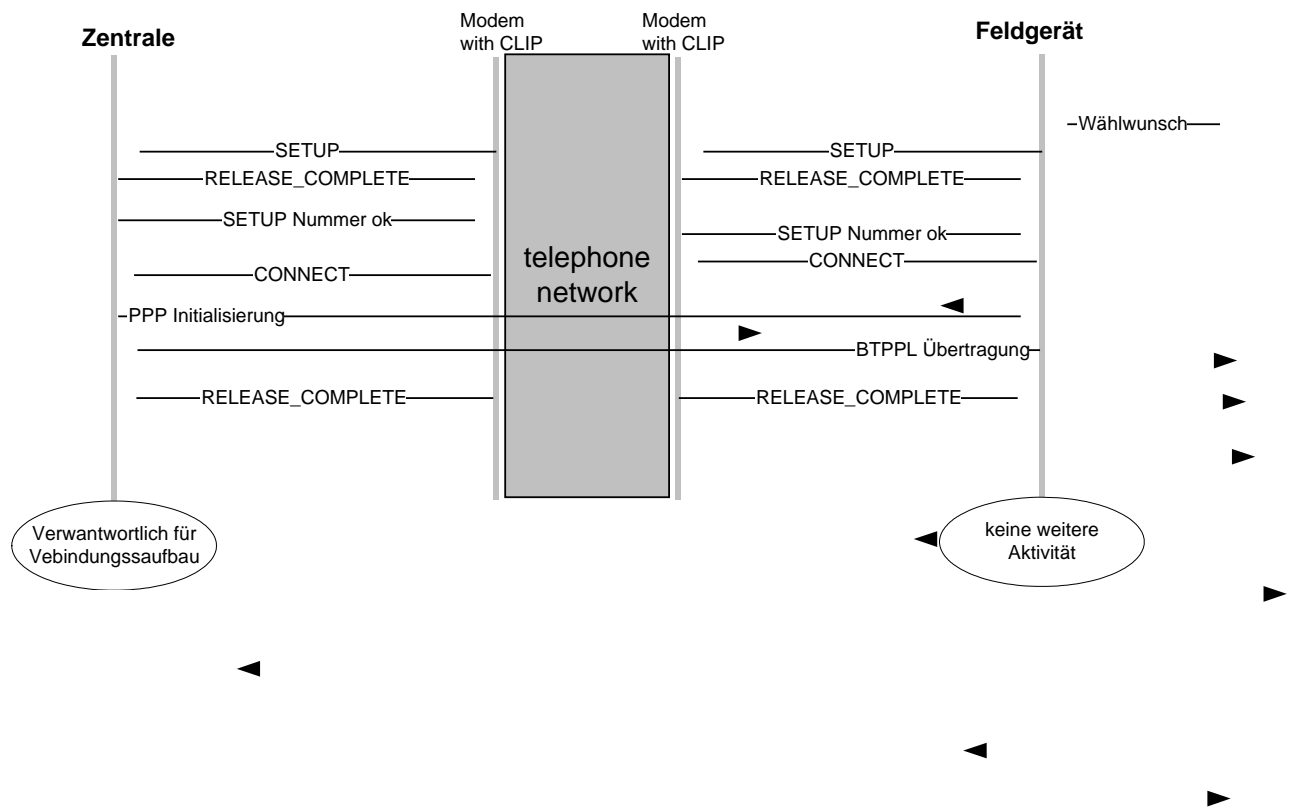 Zentrale
Modem
with CLIP
Modem
with CLIP
Feldgerät
Wählwunsch
SETUP
SETUP
RELEASE_COMPLETE
RELEASE_COMPLETE
SETUP Nummer ok
SETUP Nummer ok
CONNECT
CONNECT
telephone
network
PPP Initialisierung
BTPPL Übertragung
RELEASE_COMPLETE
RELEASE_COMPLETE
Verwantwortlich für
Vebindungssaufbau
keine weitere
Aktivität